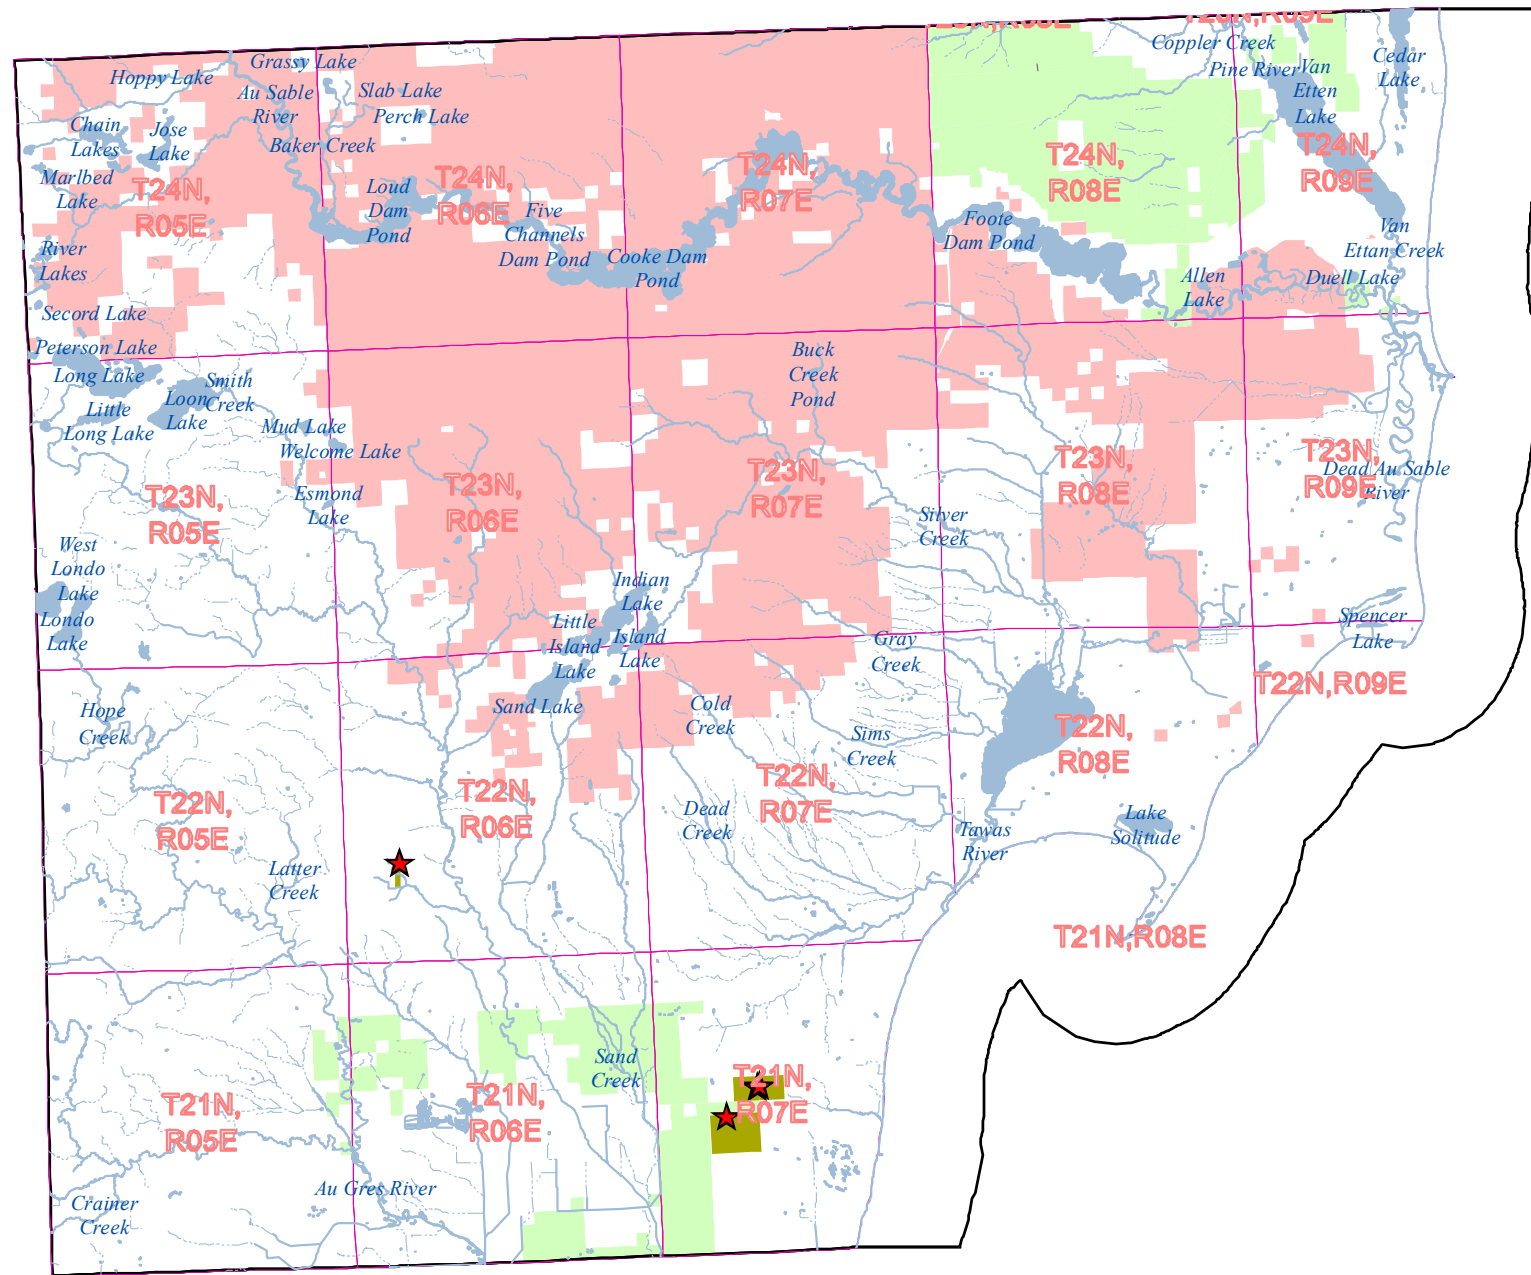 T23N,R08E
T23N,R09E
Coppler Creek
Pine River
Van
Etten
Lake
Cedar
Lake
Hoppy Lake
Grassy Lake
Au Sable
River
Slab Lake
Perch Lake
Chain
Lakes
Jose
Lake
Baker Creek
Marlbed
Lake
T24N,
R05E
Loud
Dam
Pond
T24N,
R06E
Five
Channels
Dam Pond
Cooke Dam
Pond
T24N,
R07E
T24N,
R08E
T24N,
R09E
Foote
Dam Pond
Van
Ettan Creek
Allen
Lake
Duell Lake
River
Lakes
Secord Lake
Peterson Lake
Long Lake
Little
Long Lake
Loon
Lake
Smith
Creek
Mud Lake
Welcome Lake
Esmond
Lake
Buck
Creek
Pond
T23N,
R05E
T23N,
R06E
T23N,
R07E
T23N,
R08E
T23N,
R09E
Dead Au Sable
River
Silver
Creek
West
Londo
Lake
Londo
Lake
Indian
Lake
Little
Island
Lake
Island
Lake
Gray
Creek
Spencer
Lake
T22N,R09E
Hope
Creek
Sand Lake
Cold
Creek
Sims
Creek
T22N,
R08E
T22N,
R05E
T22N,
R06E
T22N,
R07E
Dead
Creek
Tawas
River
Lake
Solitude
Latter
Creek
T21N,R08E
Sand
Creek
T21N,
R05E
T21N,
R06E
T21N,
R07E
Au Gres River
Crainer
Creek